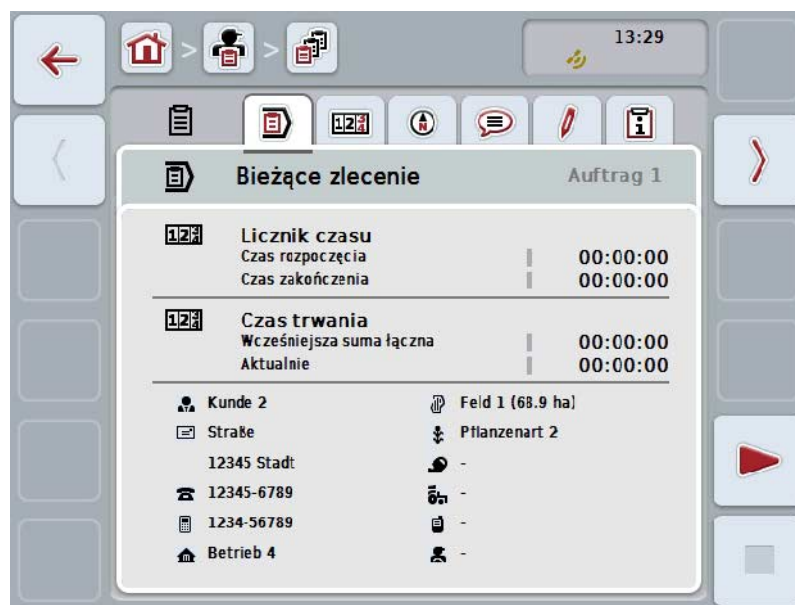 13:29
Bieżące zlecenie Auftrag 1
Licznik czasu
Czas rozpoczęcia 00:00:00
Czas zakończenia 00:00:00
Czas trwania
Wcześniejsza suma łączna 00:00:00
Aktualnie 00:00:00
Kunde 2 Feld 1 (68.9 ha)
Straße Pflanzenart 2
12345 Stadt -
12345-6789 -
1234-56789 -
Betrieb 4 -